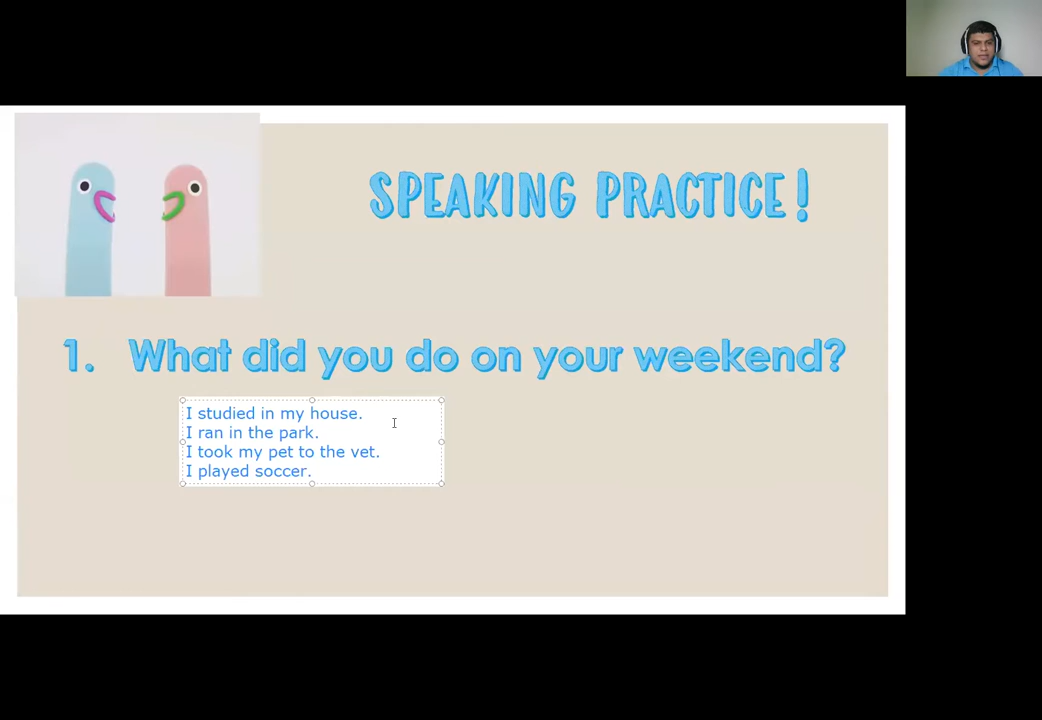 SPEAKING PRACTICE!
1. What did you do on your weekend?
I studied in my house.
I ran in the park.
I took my pet to the vet.
I played soccer.